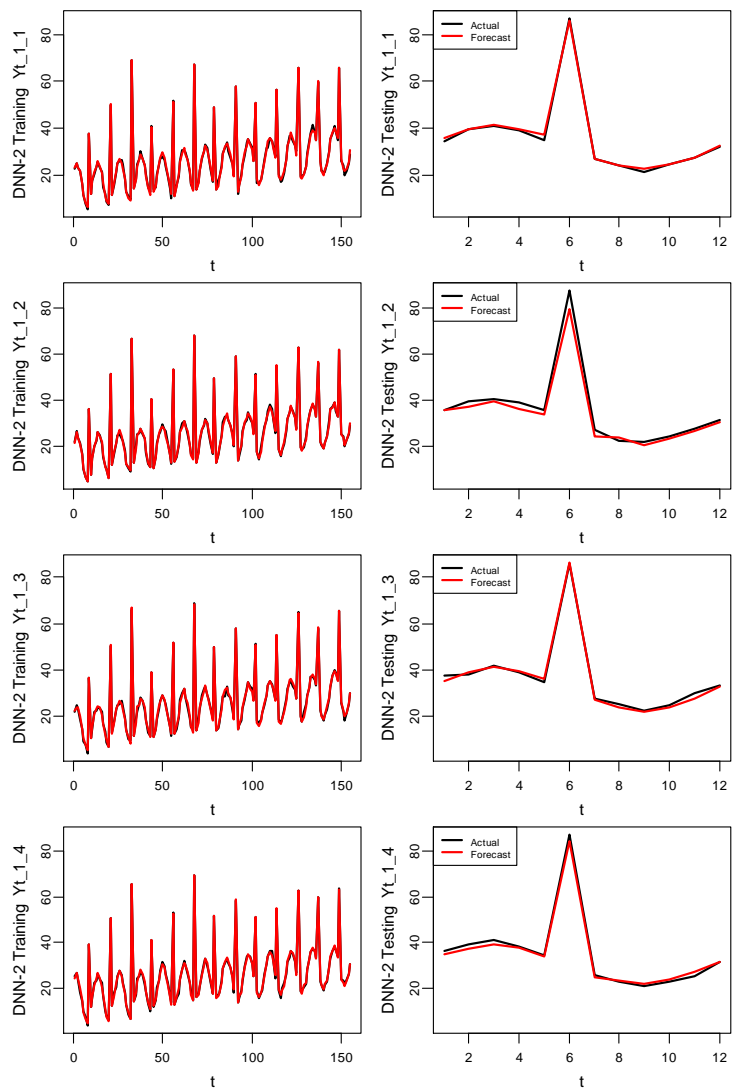 DNN-2 Training Yt_1_1
80
60
40
20
0 50 100 150
t
DNN-2 Testing Yt_1_1
80
60
40
20
Actual
Forecast
2 4 6 8 10 12
t
DNN-2 Training Yt_1_2
80
60
40
20
0 50 100 150
t
DNN-2 Testing Yt_1_2
80
60
40
20
Actual
Forecast
2 4 6 8 10 12
t
DNN-2 Training Yt_1_3
80
60
40
20
0 50 100 150
t
DNN-2 Testing Yt_1_3
80
60
40
20
Actual
Forecast
2 4 6 8 10 12
t
DNN-2 Training Yt_1_4
80
60
40
20
0 50 100 150
t
DNN-2 Testing Yt_1_4
80
60
40
20
Actual
Forecast
2 4 6 8 10 12
t